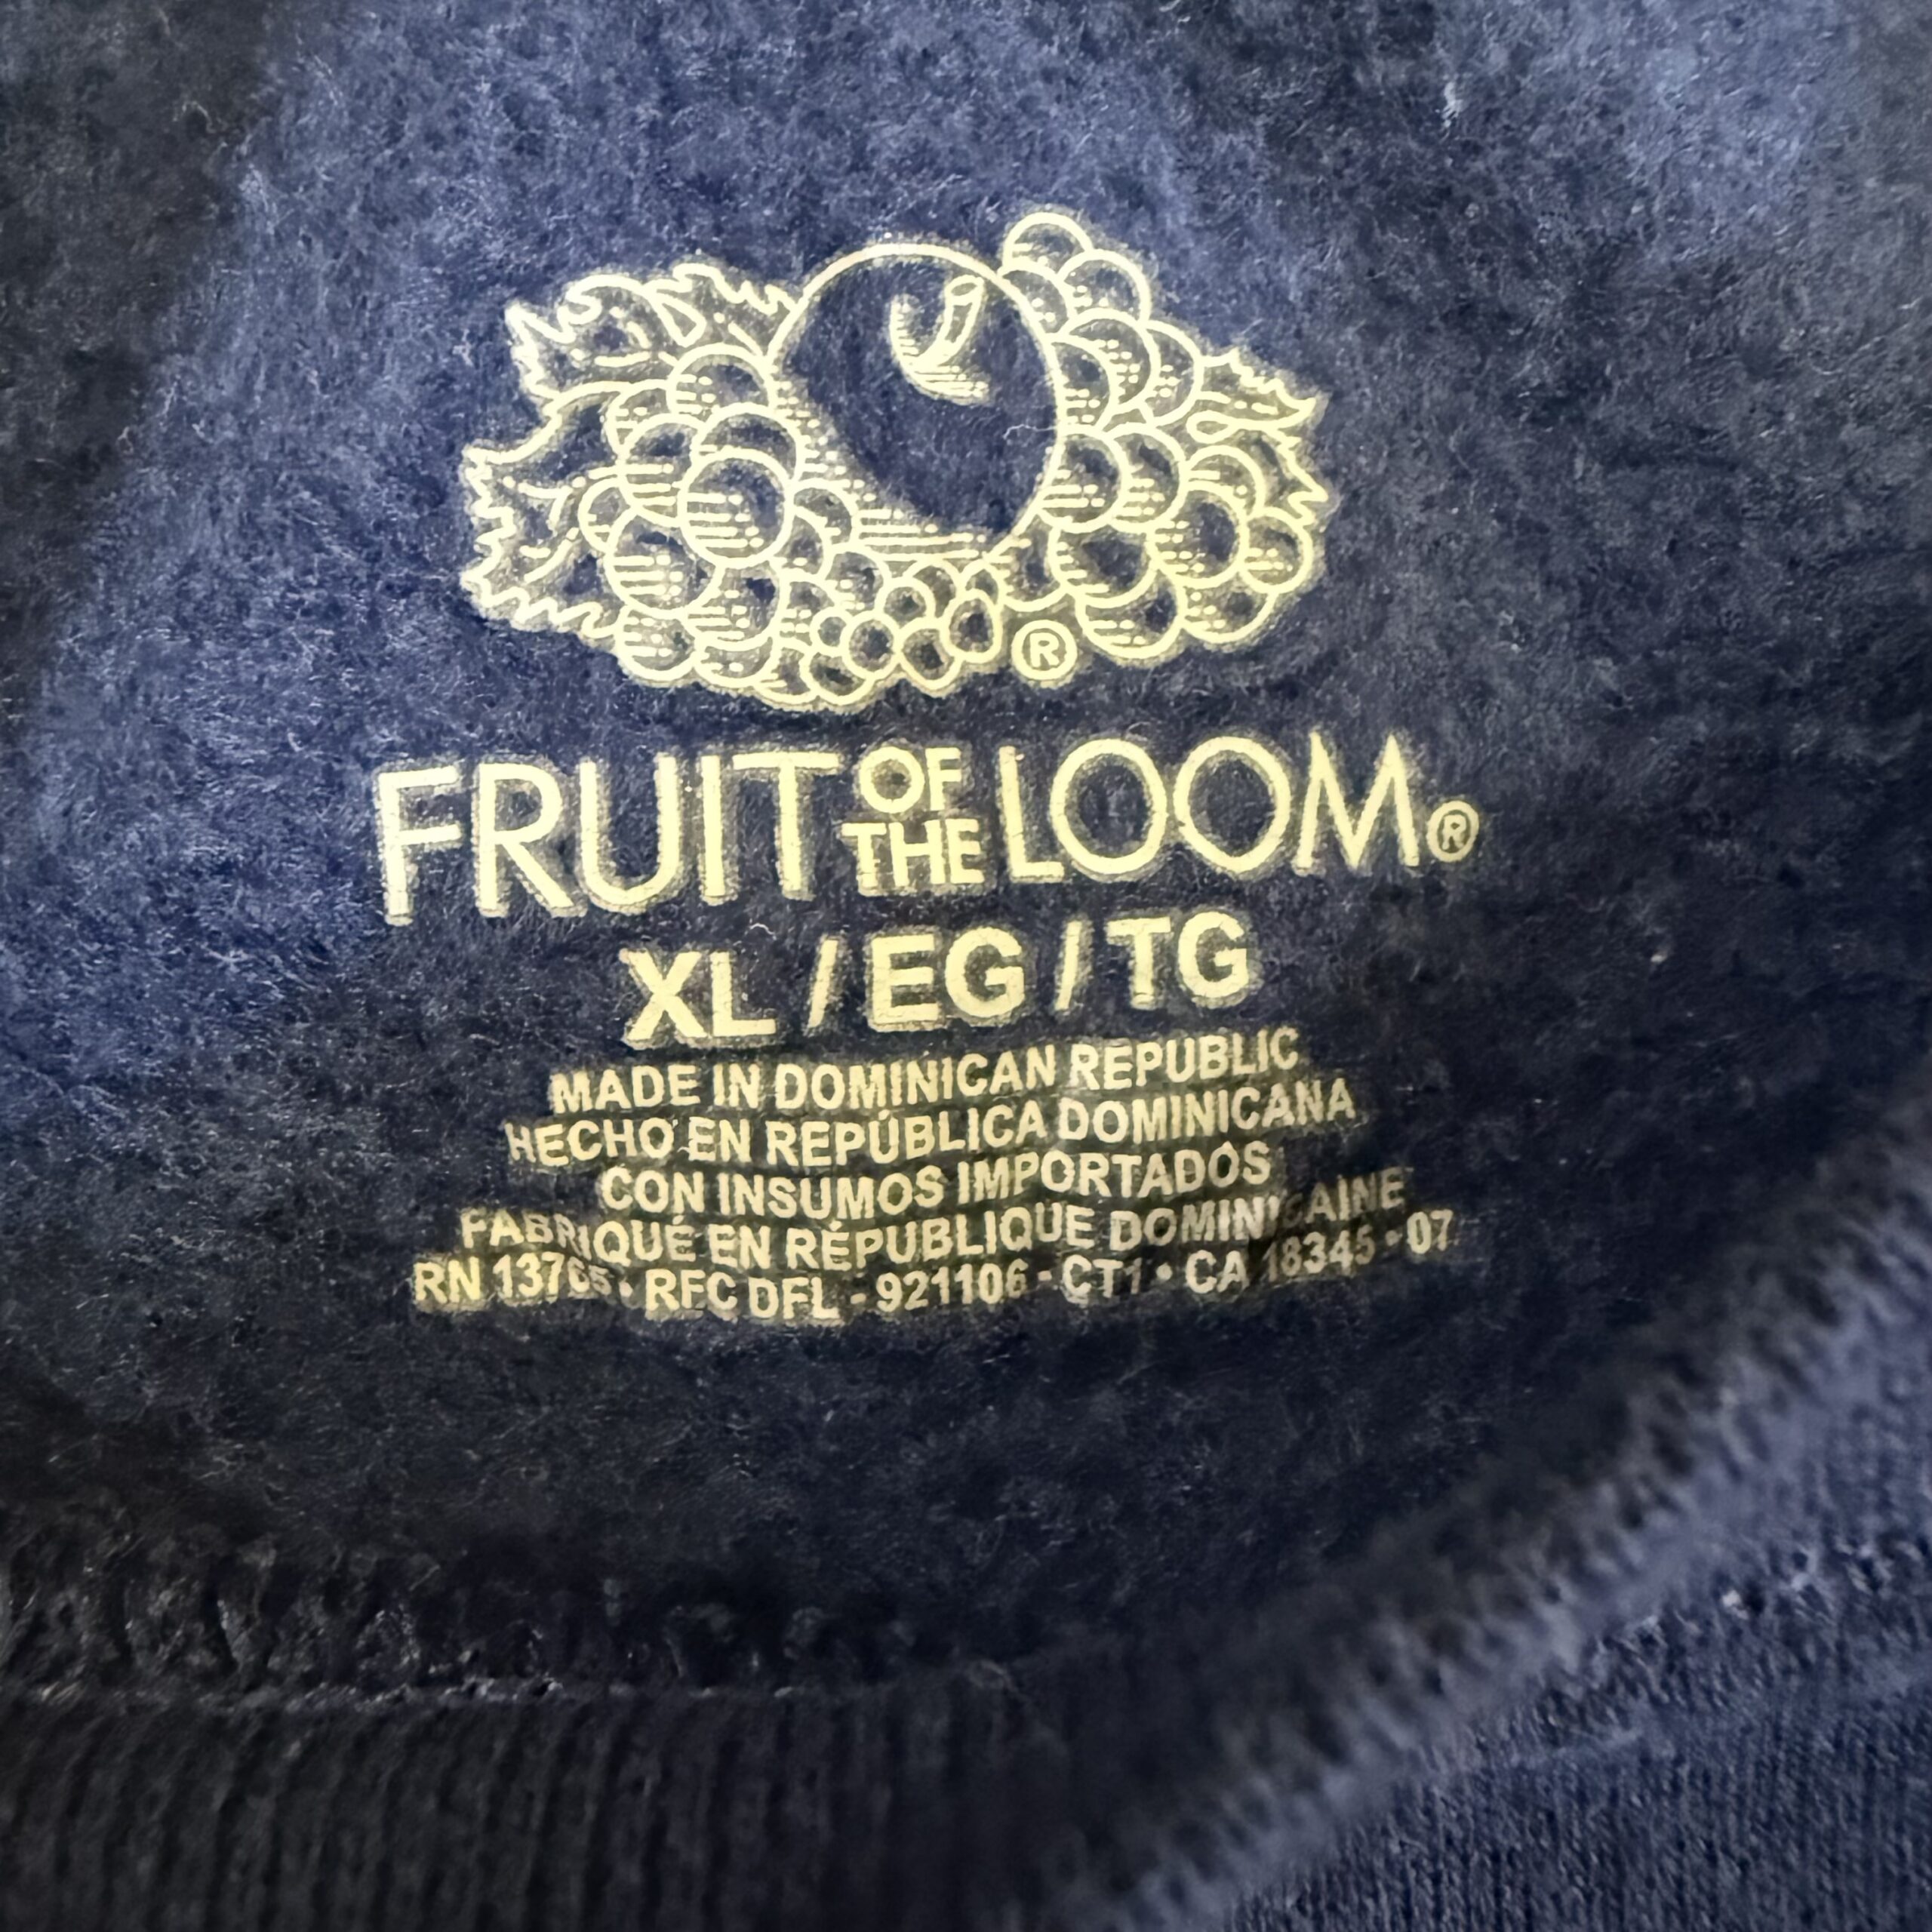 ®
FRUIT OF THE LOOM®
XL / EG / TG
MADE IN DOMINICAN REPUBLIC
HECHO EN REPÚBLICA DOMINICANA
CON INSUMOS IMPORTADOS
FABRIQUÉ EN RÉPUBLIQUE DOMINICAINE
RN 13765 • RFC DFL - 921106 - CT1 • CA 18345 - 07